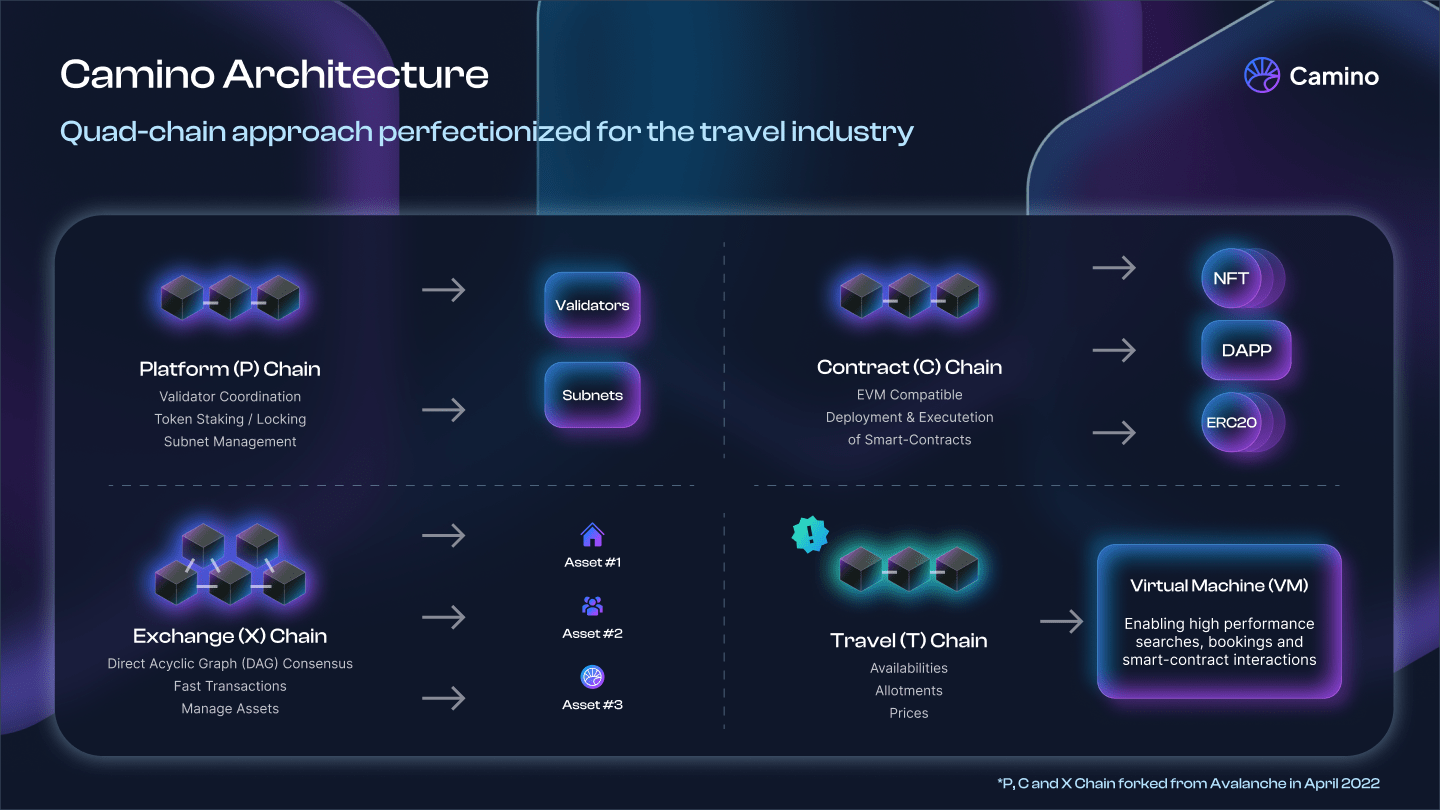 Camino Architecture
Camino
Quad-chain approach perfectionized for the travel industry
Platform (P) Chain
Validator Coordination
Token Staking / Locking
Subnet Management
Validators
Subnets
Contract (C) Chain
EVM Compatible
Deployment & Executetion
of Smart-Contracts
NFT
DAPP
ERC20
Exchange (X) Chain
Direct Acyclic Graph (DAG) Consensus
Fast Transactions
Manage Assets
Asset #1
Asset #2
Asset #3
!
Travel (T) Chain
Availabilities
Allotments
Prices
Virtual Machine (VM)
Enabling high performance
searches, bookings and
smart-contract interactions
*P, C and X Chain forked from Avalanche in April 2022